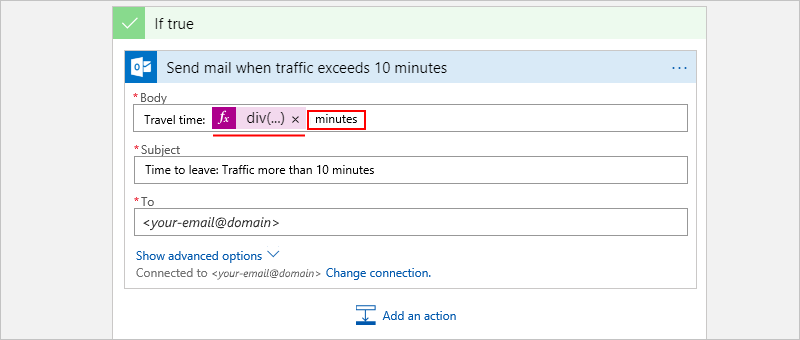 If true
Send mail when traffic exceeds 10 minutes ...
* Body
Travel time: fx div(...) × minutes
* Subject
Time to leave: Traffic more than 10 minutes
* To
<your-email@domain>
Show advanced options
Connected to <your-email@domain> Change connection.
Add an action